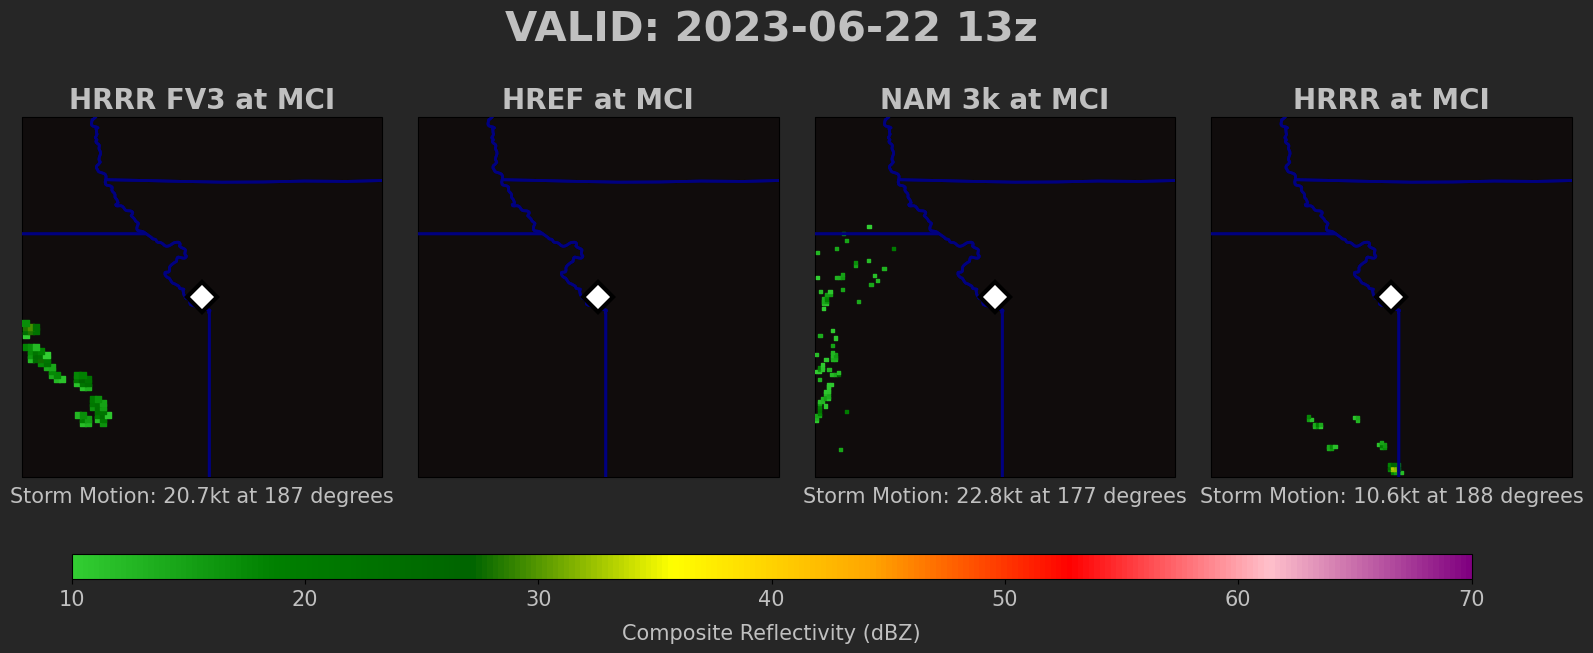 VALID: 2023-06-22 13z
HRRR FV3 at MCI
HREF at MCI
NAM 3k at MCI
HRRR at MCI
Storm Motion: 20.7kt at 187 degrees
Storm Motion: 22.8kt at 177 degrees
Storm Motion: 10.6kt at 188 degrees
10 20 30 40 50 60 70
Composite Reflectivity (dBZ)